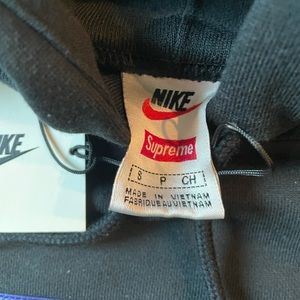 NIKE
NIKE
Supreme
S P CH
MADE IN VIETNAM
FABRIQUÉ AU VIETNAM